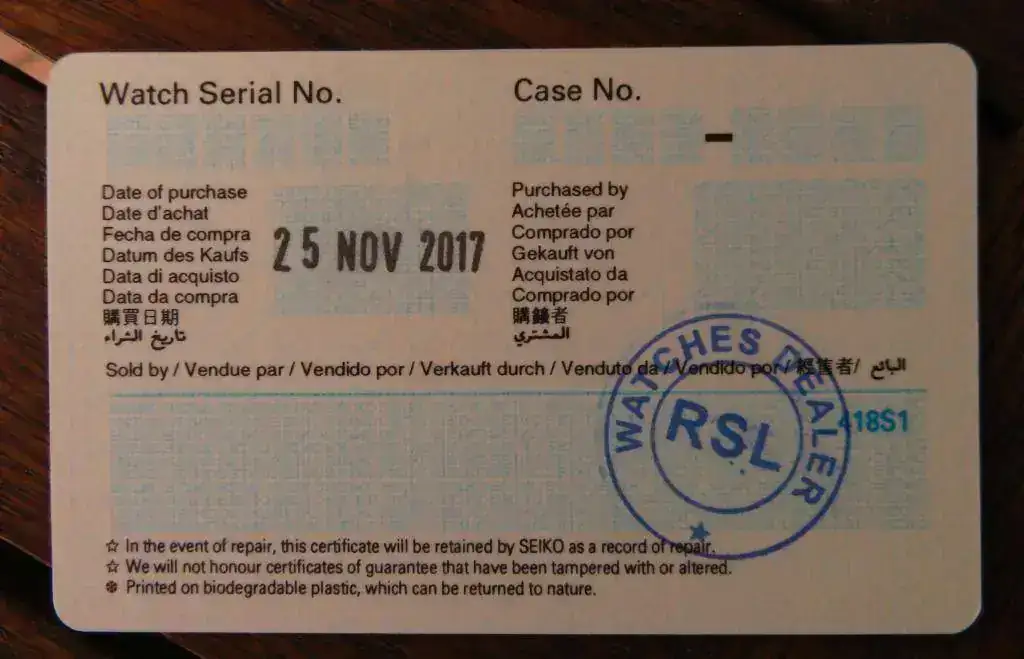 Watch Serial No.
Case No.
-
Date of purchase
Date d'achat
Fecha de compra
Datum des Kaufs
Data di acquisto
Data da compra
購買日期
تاريخ الشراء
25 NOV 2017
Purchased by
Achetée par
Comprado por
Gekauft von
Acquistato da
Comprado por
購錶者
المشتري
Sold by / Vendue par / Vendido por / Verkauft durch / Venduto da / Vendido por / 經售者/ البائع
WATCHES DEALER
RSL
418S1
☆ In the event of repair, this certificate will be retained by SEIKO as a record of repair.
☆ We will not honour certificates of guarantee that have been tampered with or altered.
❄ Printed on biodegradable plastic, which can be returned to nature.